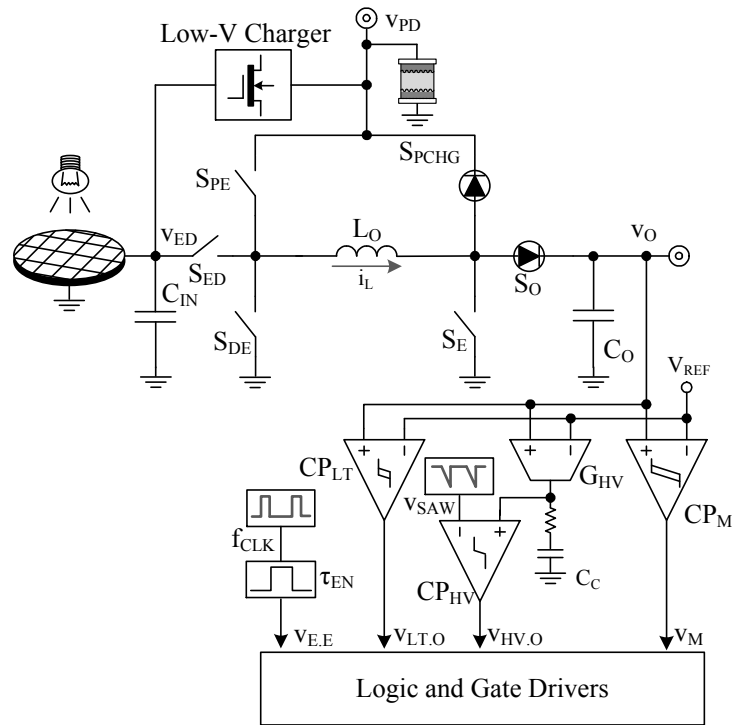 v_PD
Low-V Charger
S_PCHG
S_PE
L_O
v_ED
v_O
S_ED
i_L
S_O
C_IN
S_DE
S_E
C_O
V_REF
+ − + − + −
CP_LT
G_HV
v_SAW
CP_M
− +
f_CLK
CP_HV
C_C
τ_EN
v_E.E
v_LT.O
v_HV.O
v_M
Logic and Gate Drivers